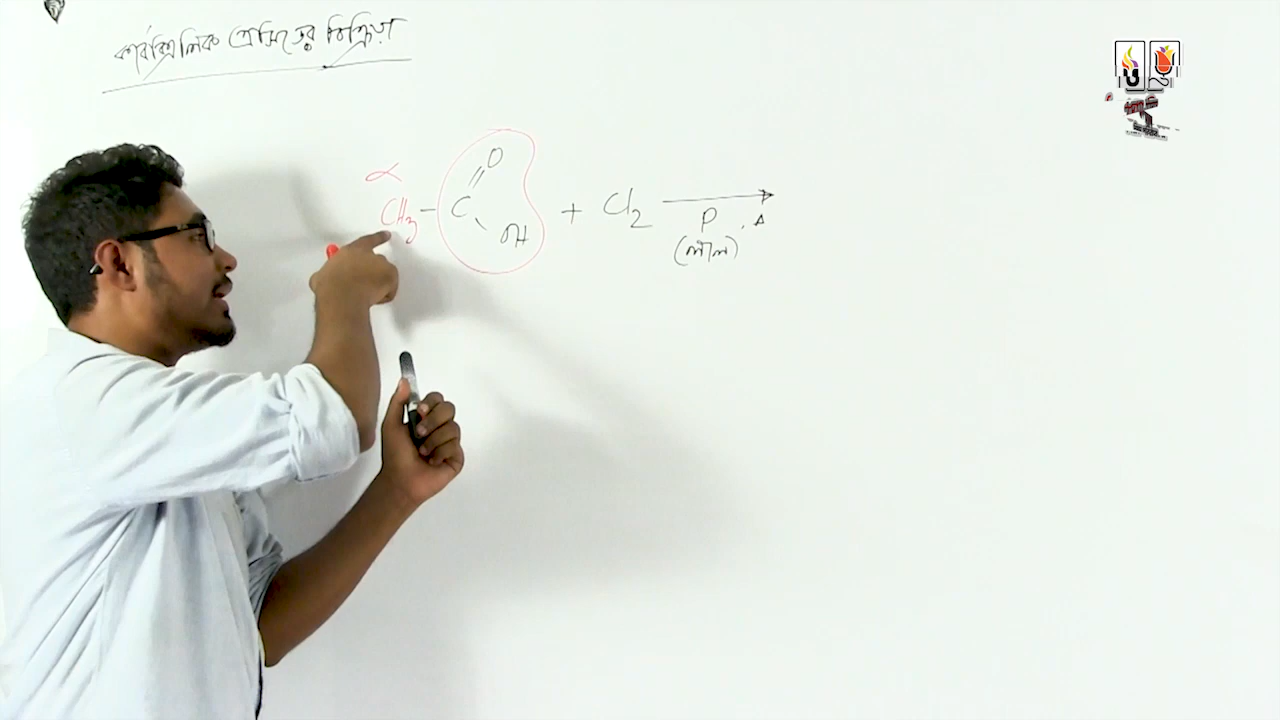 কার্বক্সিলিক এসিডের বিক্রিয়া
α
CH₃ - C
O
OH
+ Cl₂
P , Δ
(লাল)